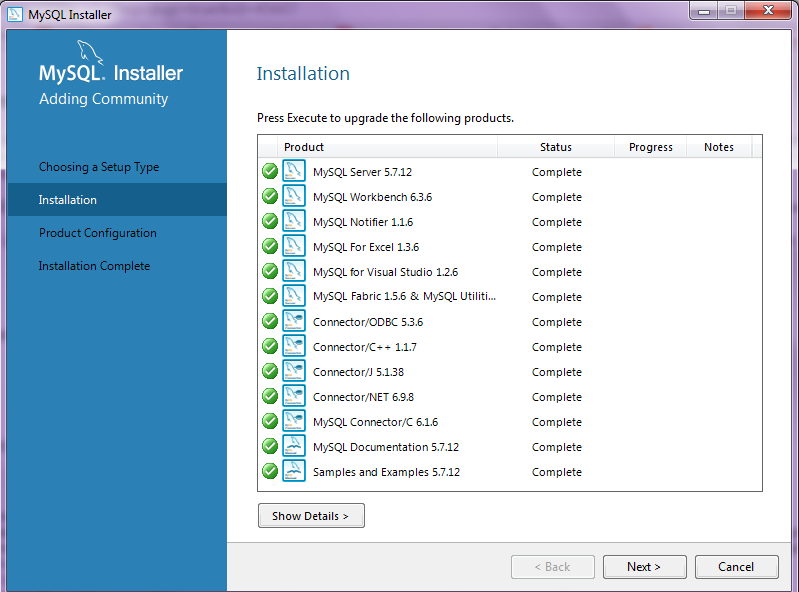 MySQL Installer
MySQL. Installer
Adding Community
Choosing a Setup Type
Installation
Product Configuration
Installation Complete
Installation
Press Execute to upgrade the following products.
Product Status Progress Notes
MySQL Server 5.7.12 Complete
MySQL Workbench 6.3.6 Complete
MySQL Notifier 1.1.6 Complete
MySQL For Excel 1.3.6 Complete
MySQL for Visual Studio 1.2.6 Complete
MySQL Fabric 1.5.6 & MySQL Utiliti... Complete
Connector/ODBC 5.3.6 Complete
Connector/C++ 1.1.7 Complete
Connector/J 5.1.38 Complete
Connector/NET 6.9.8 Complete
MySQL Connector/C 6.1.6 Complete
MySQL Documentation 5.7.12 Complete
Samples and Examples 5.7.12 Complete
Show Details >
< Back Next > Cancel